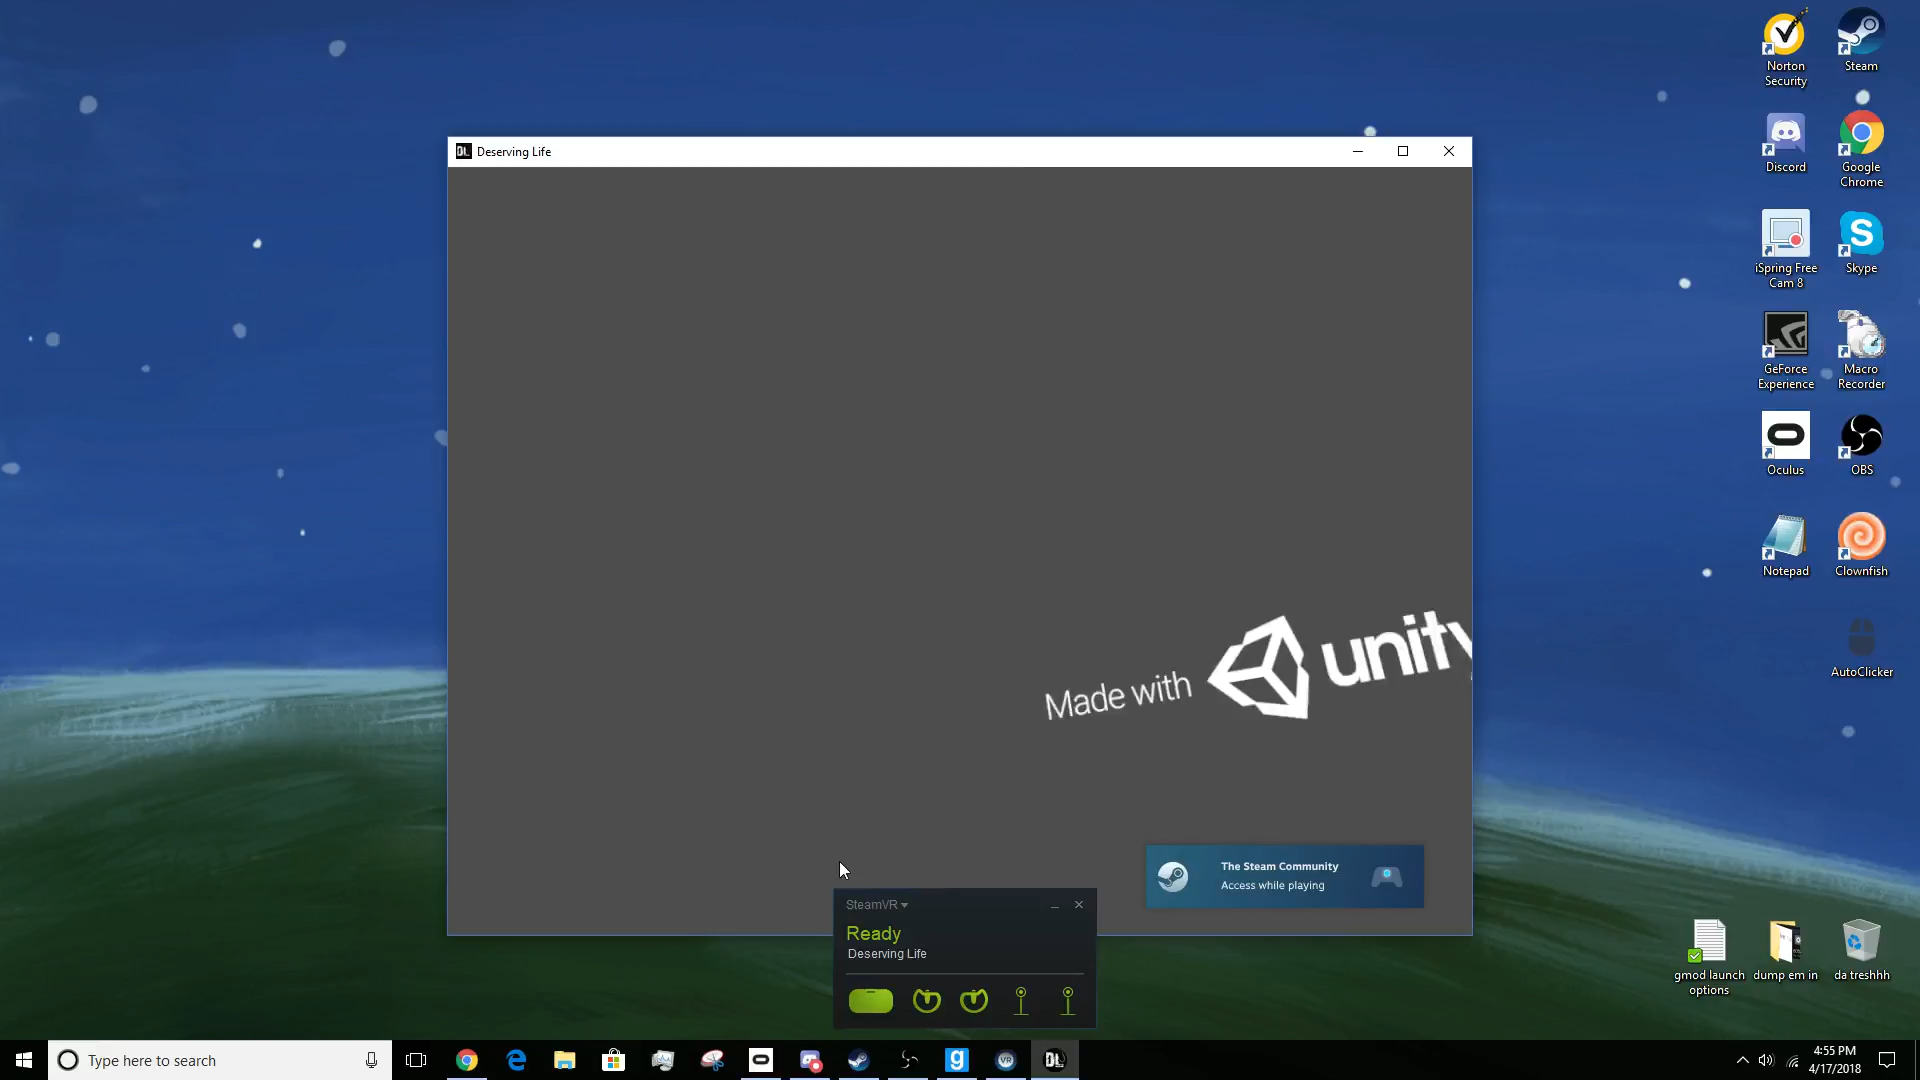 Deserving Life
Made with unity
The Steam Community
Access while playing
SteamVR
Ready
Deserving Life
Norton
Security
Steam
Discord
Google
Chrome
iSpring Free
Cam 8
Skype
GeForce
Experience
Macro
Recorder
Oculus
OBS
Notepad
Clownfish
AutoClicker
gmod launch
options
dump em in
da treshhh
Type here to search
VR
DL
4:55 PM
4/17/2018